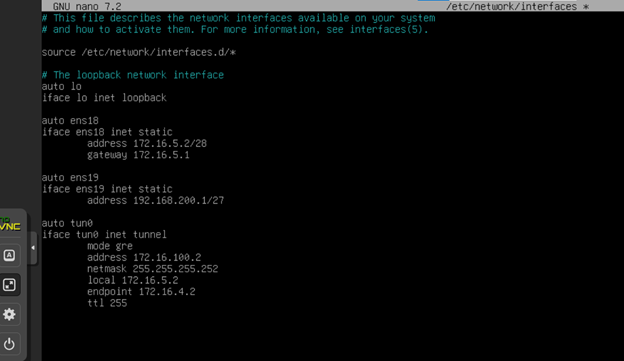 GNU nano 7.2 /etc/network/interfaces *
# This file describes the network interfaces available on your system
# and how to activate them. For more information, see interfaces(5).
source /etc/network/interfaces.d/*
# The loopback network interface
auto lo
iface lo inet loopback
auto ens18
iface ens18 inet static
address 172.16.5.2/28
gateway 172.16.5.1
auto ens19
iface ens19 inet static
address 192.168.200.1/27
auto tun0
iface tun0 inet tunnel
mode gre
address 172.16.100.2
netmask 255.255.255.252
local 172.16.5.2
endpoint 172.16.4.2
ttl 255
VNC
A